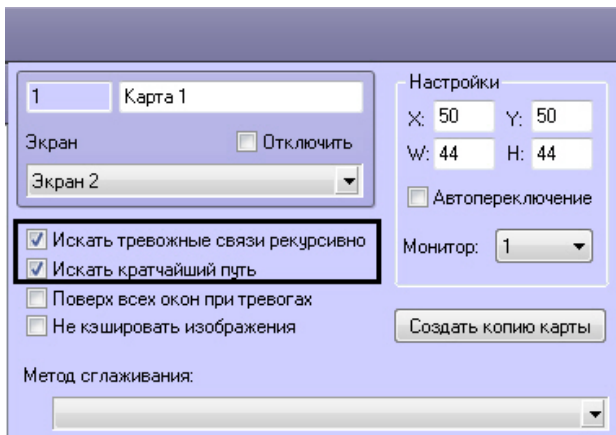 1 Карта 1
Экран Отключить
Экран 2
Искать тревожные связи рекурсивно
Искать кратчайший путь
Поверх всех окон при тревогах
Не кэшировать изображения
Метод сглаживания:
Настройки
X: 50 Y: 50
W: 44 H: 44
Автопереключение
Монитор: 1
Создать копию карты